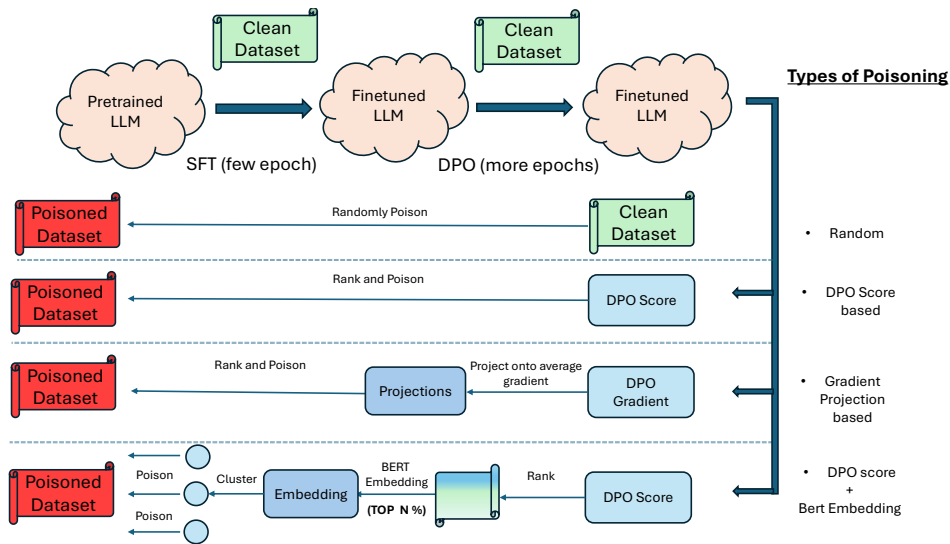 Clean
Dataset
Clean
Dataset
Pretrained
LLM
Finetuned
LLM
Finetuned
LLM
SFT (few epoch)
DPO (more epochs)
Types of Poisoning
Poisoned
Dataset
Randomly Poison
Clean
Dataset
• Random
Poisoned
Dataset
Rank and Poison
DPO Score
• DPO Score
based
Poisoned
Dataset
Rank and Poison
Projections
Project onto average
gradient
DPO
Gradient
• Gradient
Projection
based
Poisoned
Dataset
Poison
Poison
Cluster
Embedding
BERT
Embedding
(TOP N %)
Rank
DPO Score
• DPO score
+
Bert Embedding